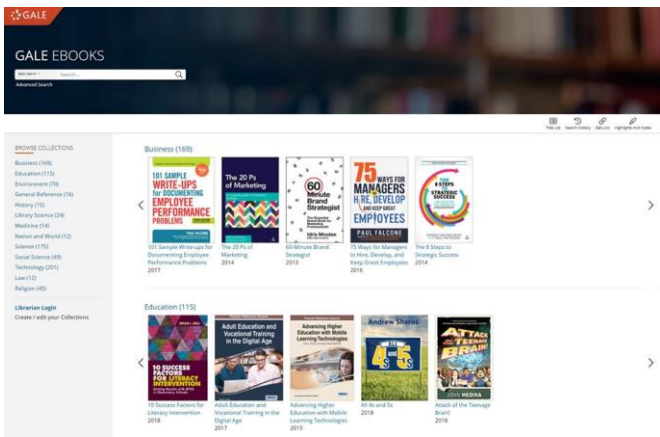 GALE
GALE EBOOKS
Basic Search
Search...
Advanced Search
Title List
Search History
Get Link
Highlights and Notes
BROWSE COLLECTIONS
Business (169)
Education (115)
Environment (70)
General Reference (16)
History (15)
Library Science (24)
Medicine (14)
Nation and World (12)
Science (175)
Social Science (49)
Technology (201)
Law (12)
Religion (40)
Librarian Login
Create / edit your Collections
Business (169)
101 SAMPLE
WRITE-UPS
for DOCUMENTING
EMPLOYEE
PERFORMANCE
PROBLEMS
PAUL FALCONE
The 20 Ps
of Marketing
60
Minute
Brand
Strategist
Idris Mootee
75 WAYS FOR
MANAGERS
TO HIRE, DEVELOP
AND KEEP GREAT
EMPLOYEES
PAUL FALCONE
THE
8 STEPS
TO
STRATEGIC
SUCCESS
101 Sample Write-ups for
Documenting Employee
Performance Problems
2017
The 20 Ps of
Marketing
2014
60-Minute Brand
Strategist
2013
75 Ways for Managers
to Hire, Develop, and
Keep Great Employees
2016
The 8 Steps to
Strategic Success
2014
Education (115)
10 SUCCESS
FACTORS
FOR LITERACY
INTERVENTION
Adult Education and
Vocational Training
in the Digital Age
Advancing Higher
Education with Mobile
Learning Technologies
Andrew Sharos
ATTACK
OF THE
TEENAGE
BRAIN!
JOHN MEDINA
10 Success Factors for
Literacy Intervention
2018
Adult Education and
Vocational Training in the
Digital Age
2017
Advancing Higher
Education with Mobile
Learning Technologies
2015
All 4s and 5s
2018
Attack of the Teenage
Brain!
2018